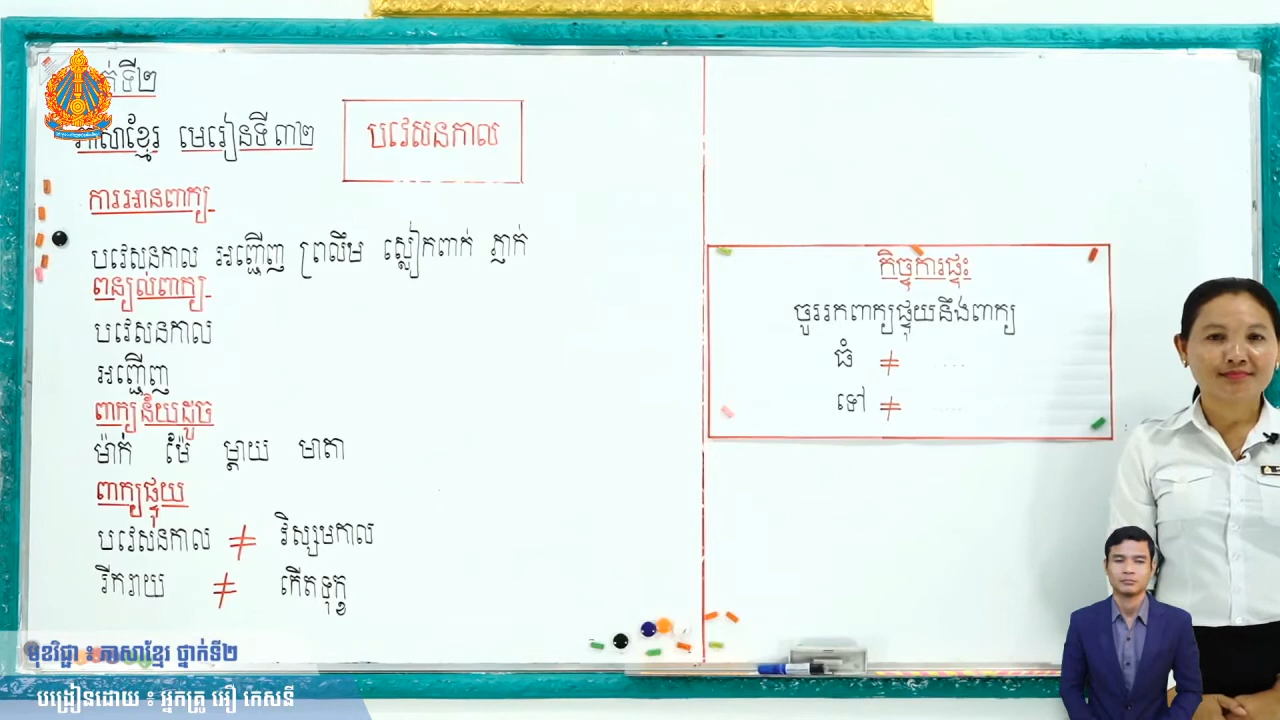 ថ្នាក់ទី២
ភាសាខ្មែរ មេរៀនទី ៣២
បវេសនកាល
ការអានពាក្យ
បវេសនកាល អញ្ជើញ ព្រលឹម ស្លៀកពាក់ ភ្ញាក់
ពន្យល់ពាក្យ
បវេសនកាល
អញ្ជើញ
ពាក្យន័យដូច
ម៉ាក់ ម៉ែ ម្តាយ មាតា
ពាក្យផ្ទុយ
បវេសនកាល ≠ វិស្សមកាល
រីករាយ ≠ កើតទុក្ខ
កិច្ចការផ្ទះ
ចូររកពាក្យផ្ទុយនឹងពាក្យ
ធំ ≠ ....
ទៅ ≠ ....
មុខវិជ្ជា ៖ ភាសាខ្មែរ ថ្នាក់ទី២
បង្រៀនដោយ ៖ អ្នកគ្រូ អឿ កេសនី